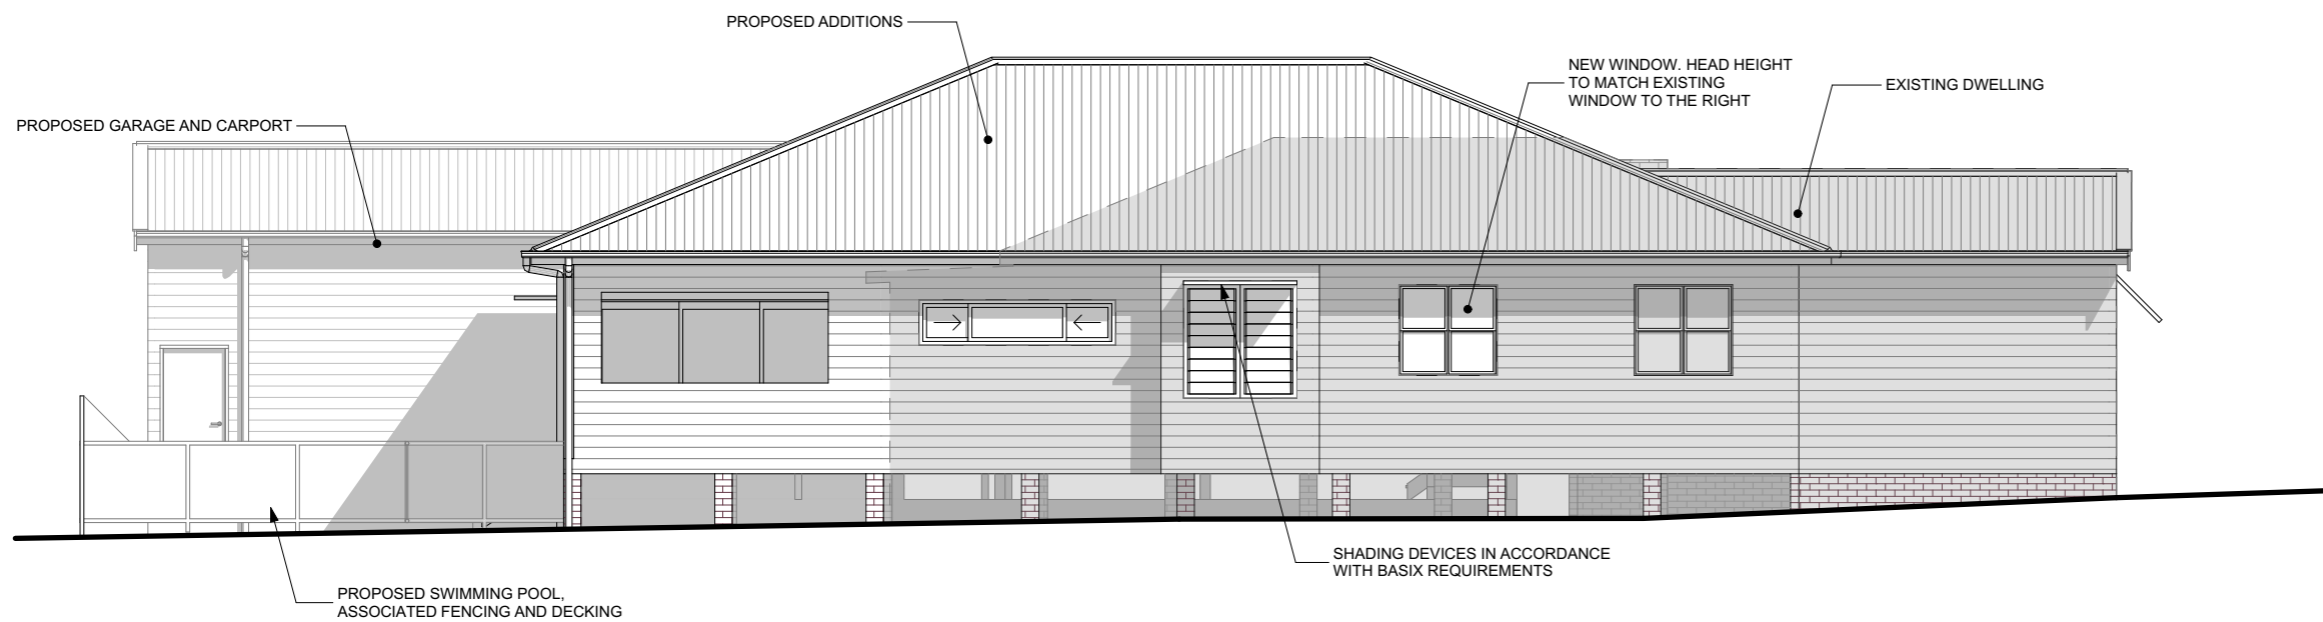 PROPOSED ADDITIONS
NEW WINDOW. HEAD HEIGHT
TO MATCH EXISTING
WINDOW TO THE RIGHT
EXISTING DWELLING
PROPOSED GARAGE AND CARPORT
SHADING DEVICES IN ACCORDANCE
WITH BASIX REQUIREMENTS
PROPOSED SWIMMING POOL,
ASSOCIATED FENCING AND DECKING